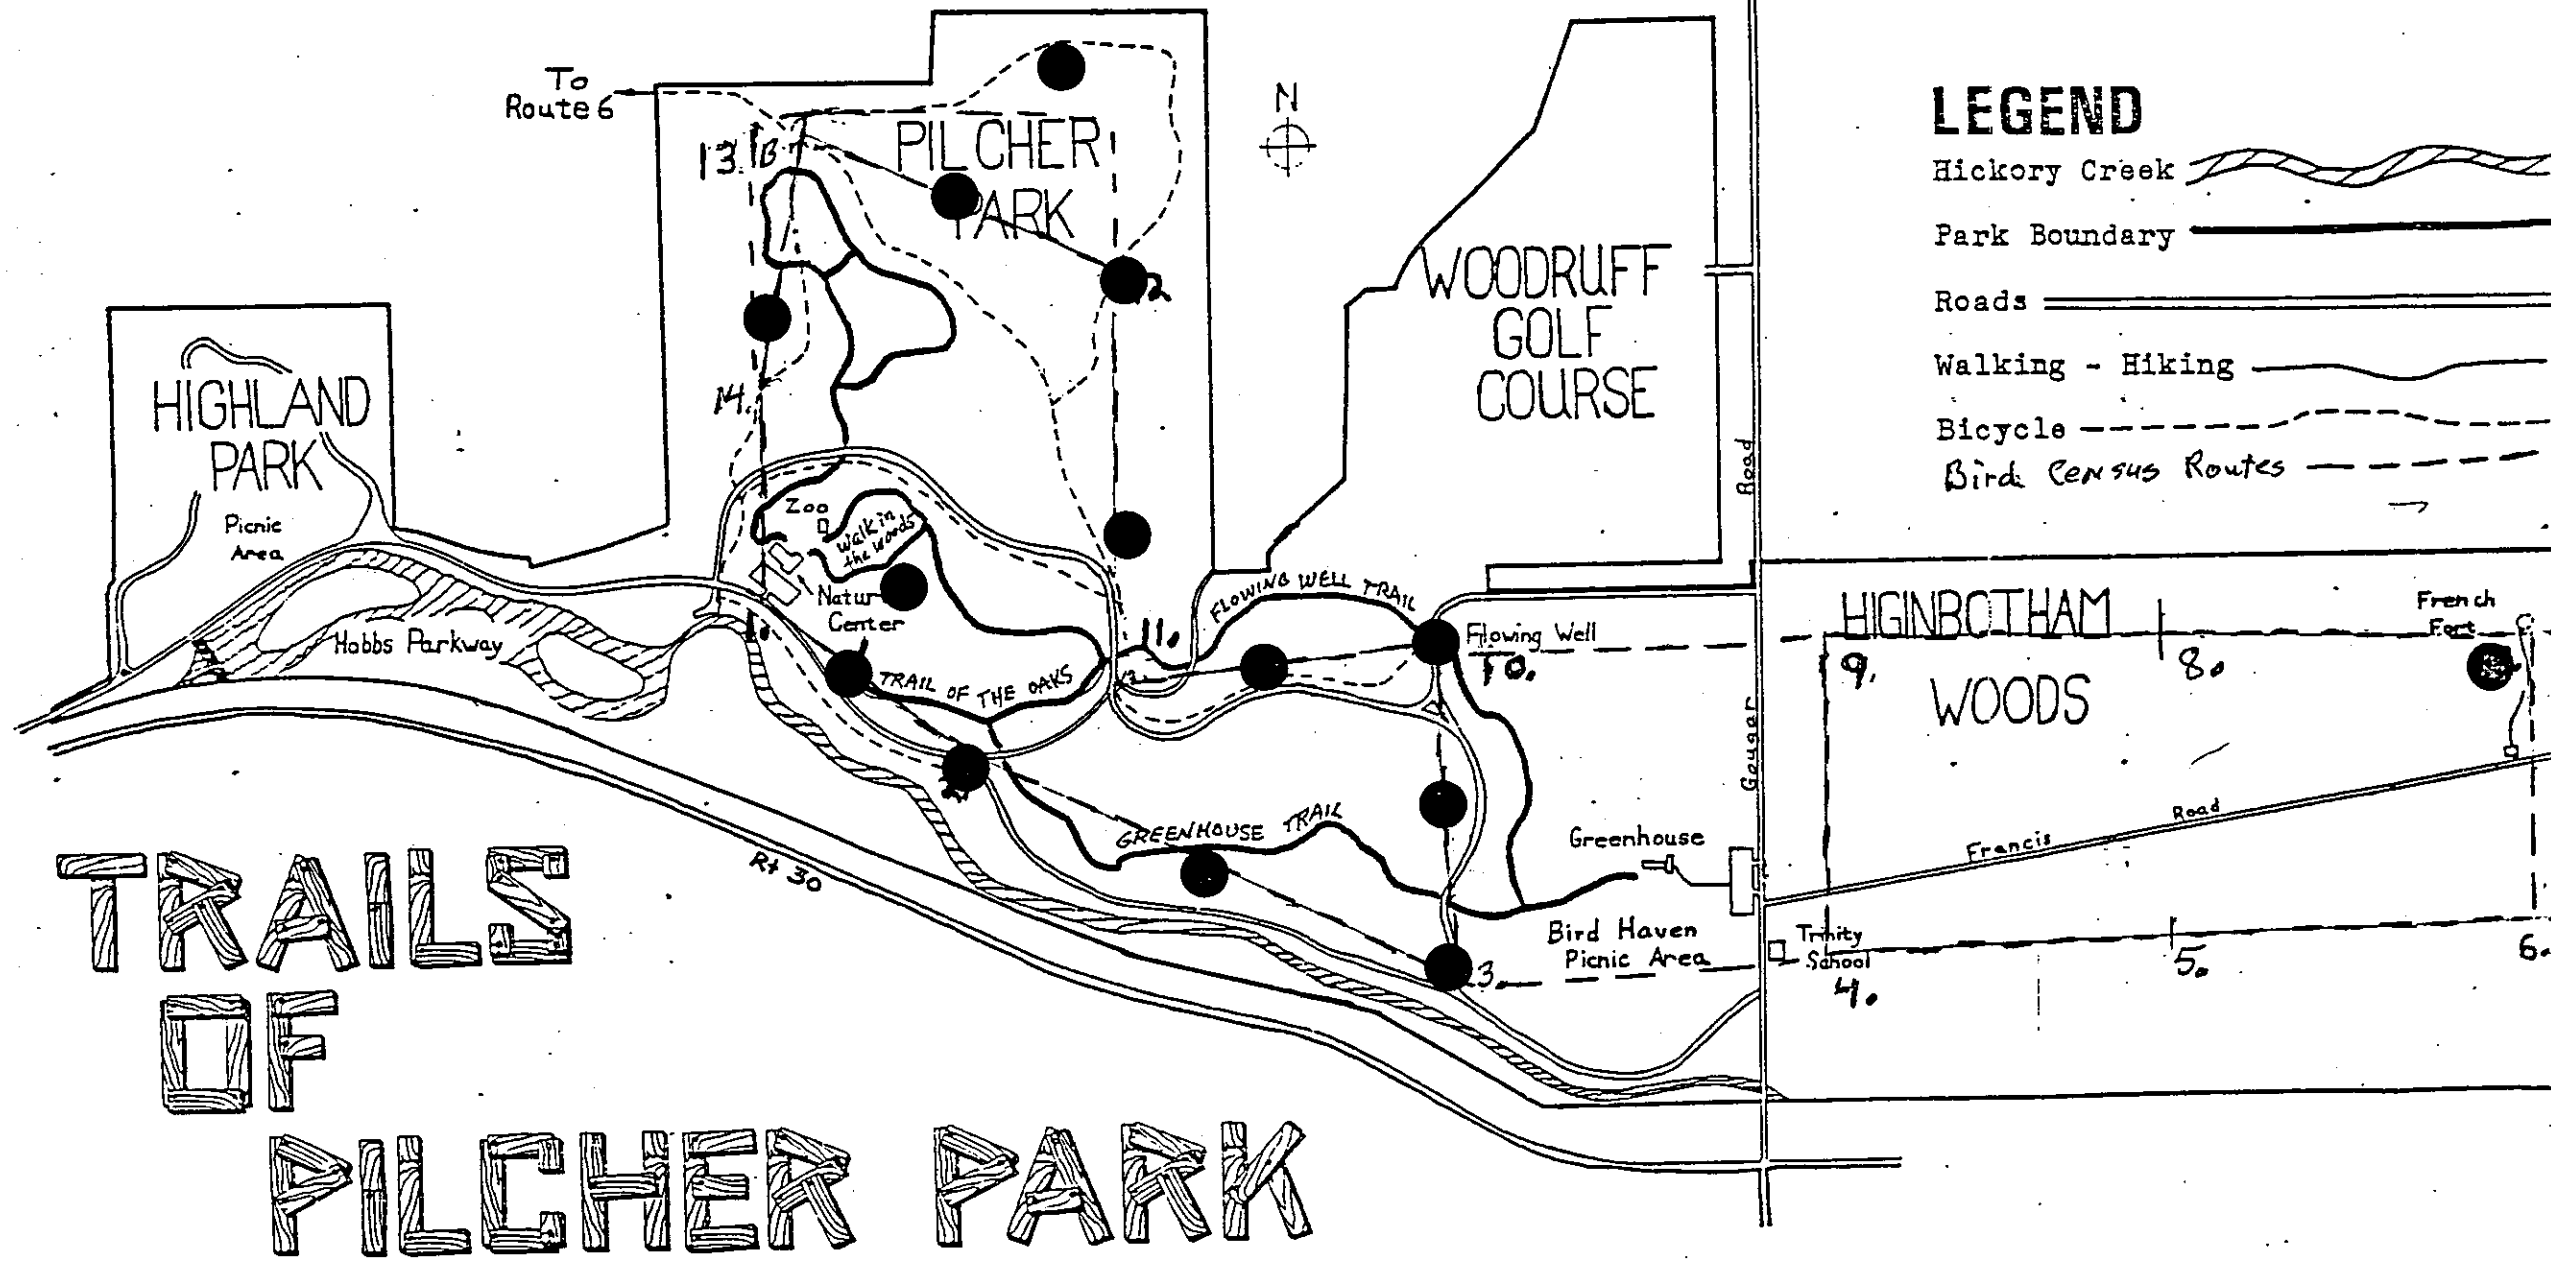 To
Route 6
N
13.
B
PILCHER
PARK
2
LEGEND
Hickory Creek
Park Boundary
Roads
Walking - Hiking
Bicycle
Bird Census Routes
WOODRUFF
GOLF
COURSE
HIGHLAND
PARK
Picnic
Area
14.
Road
Zoo
Walk in
the Woods
Natur
Center
Hobbs Parkway
TRAIL OF THE OAKS
11.
FLOWING WELL TRAIL
Flowing Well
10.
HIGINBOTHAM
WOODS
9.
8.
French
Fort
Gougar
GREENHOUSE TRAIL
Greenhouse
Francis Road
Rt 30
Bird Haven
Picnic Area
3.
Trinity
School
4.
5.
6.
TRAILS
OF
PILCHER PARK